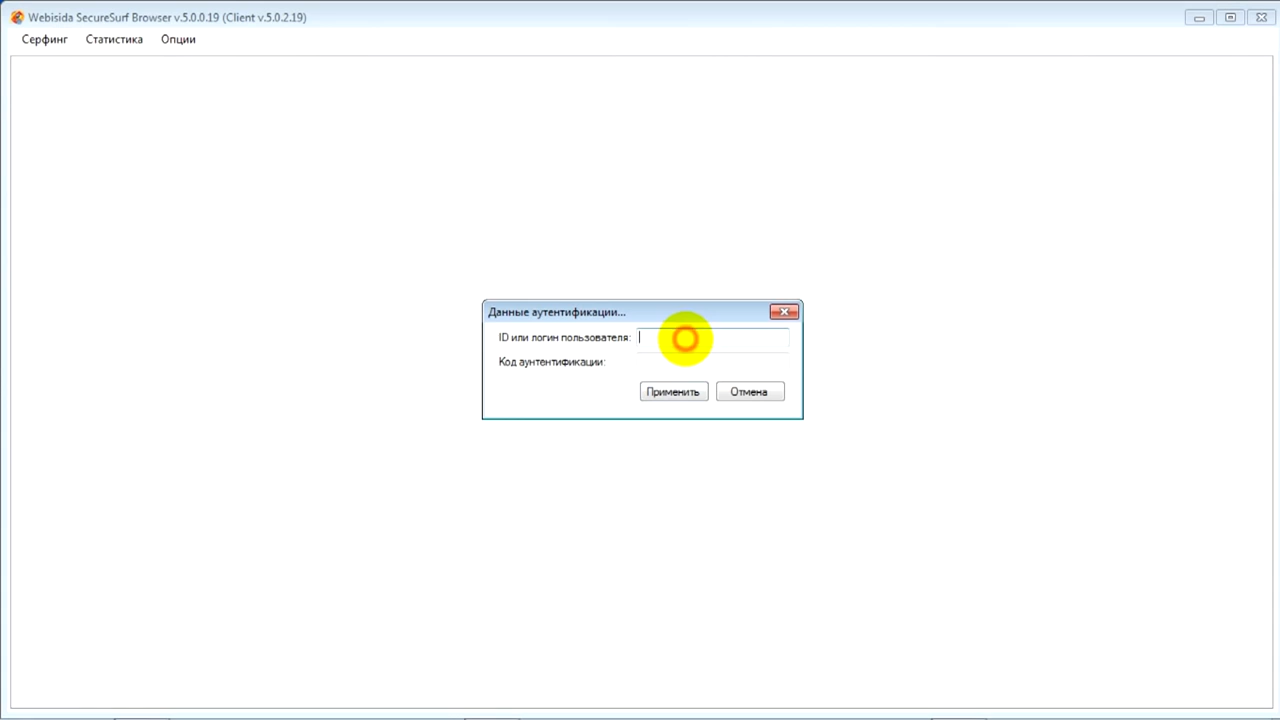 Webisida SecureSurf Browser v.5.0.0.19 (Client v.5.0.2.19)
Серфинг Статистика Опции
Данные аутентификации...
ID или логин пользователя:
Код аунтентификации:
Применить Отмена